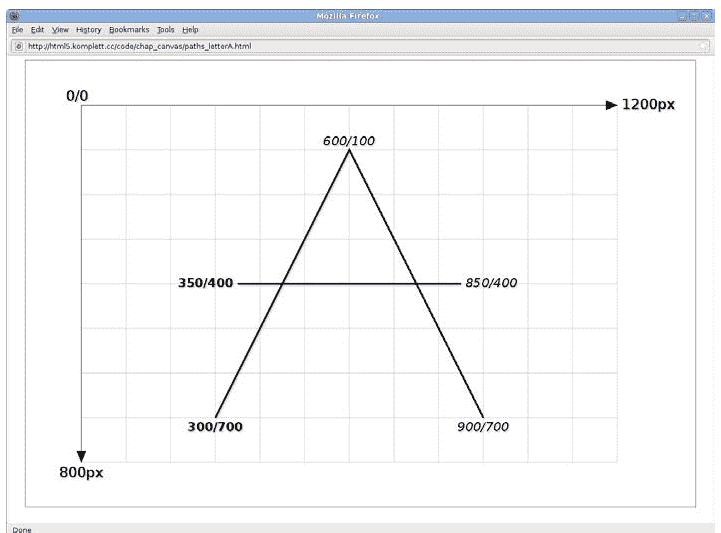 Mozilla Firefox
File Edit View History Bookmarks Tools Help
http://html5.komplett.cc/code/chap_canvas/paths_letterA.html
0/0
1200px
600/100
350/400 850/400
300/700 900/700
800px
Done